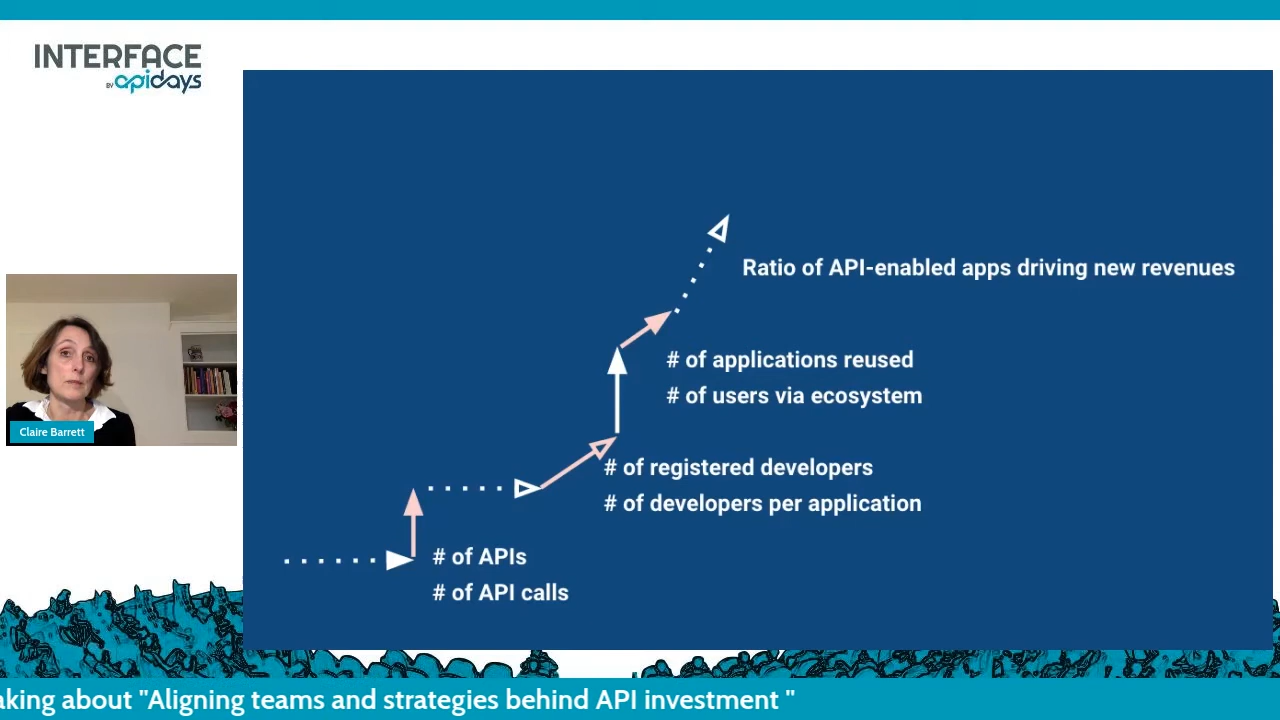 INTERFACE
BY apidays
Ratio of API-enabled apps driving new revenues
# of applications reused
# of users via ecosystem
# of registered developers
# of developers per application
# of APIs
# of API calls
Claire Barrett
aking about "Aligning teams and strategies behind API investment "